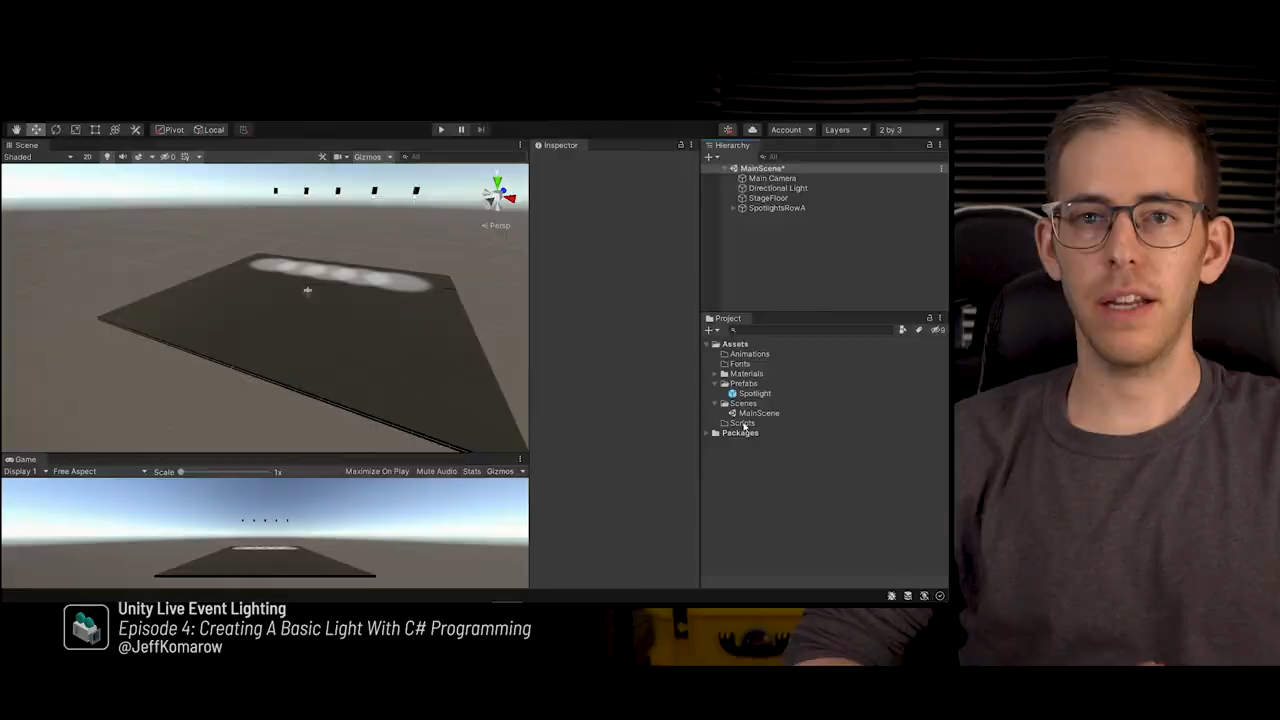 Pivot
Local
Account
Layers
2 by 3
Scene
Inspector
Hierarchy
Shaded
2D
0
Gizmos
All
All
MainScene*
Main Camera
Directional Light
StageFloor
SpotlightsRowA
Persp
Project
9
Assets
Animations
Fonts
Materials
Prefabs
Spotlight
Scenes
MainScene
Scripts
Packages
Game
Display 1
Free Aspect
Scale
1x
Maximize On Play
Mute Audio
Stats
Gizmos
Unity Live Event Lighting
Episode 4: Creating A Basic Light With C# Programming
@JeffKomarow